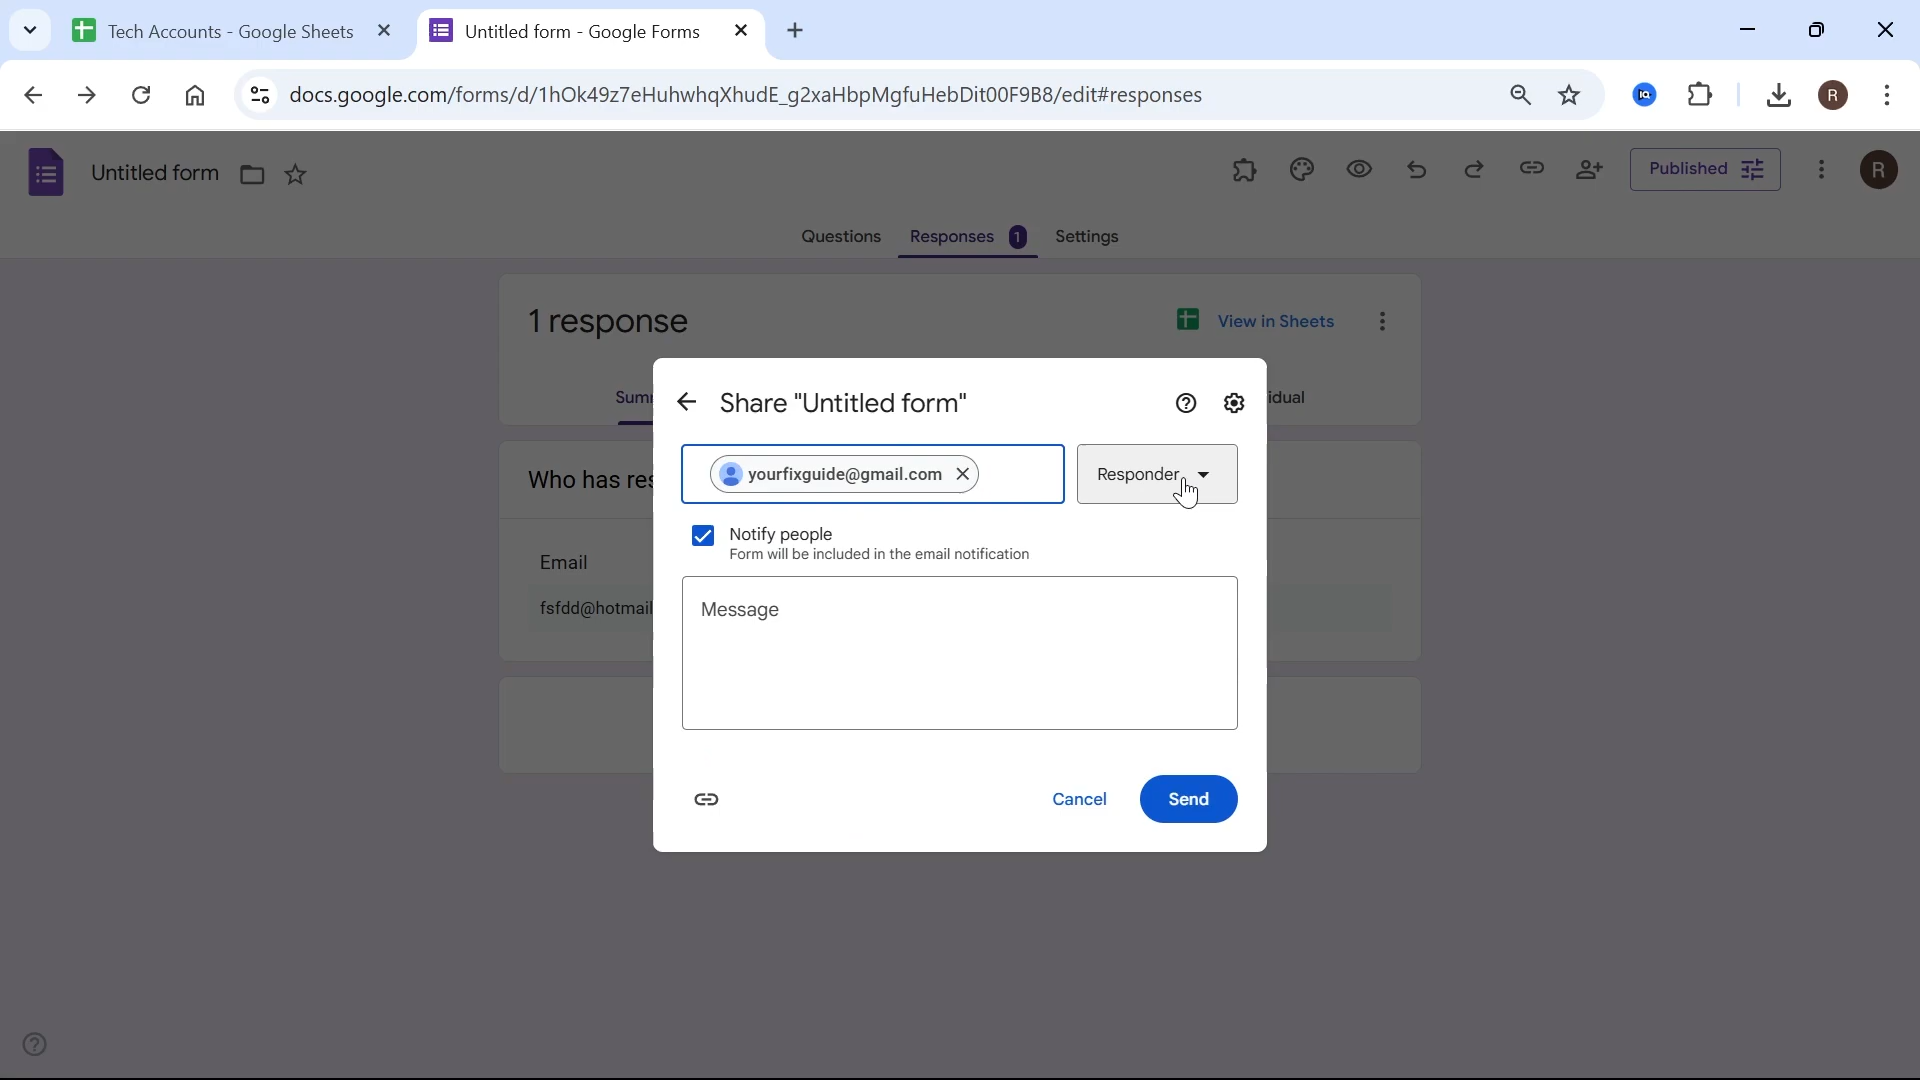 Tech Accounts - Google Sheets
Untitled form - Google Forms
docs.google.com/forms/d/1hOk49z7eHuhwhqXhudE_g2xaHbpMgfuHebDit00F9B8/edit#responses
R
Untitled form
Published
R
Questions
Responses 1
Settings
1 response
View in Sheets
Summ
idual
Share "Untitled form"
yourfixguide@gmail.com
Responder
Who has res
Notify people
Form will be included in the email notification
Email
fsfdd@hotmail
Message
Cancel
Send